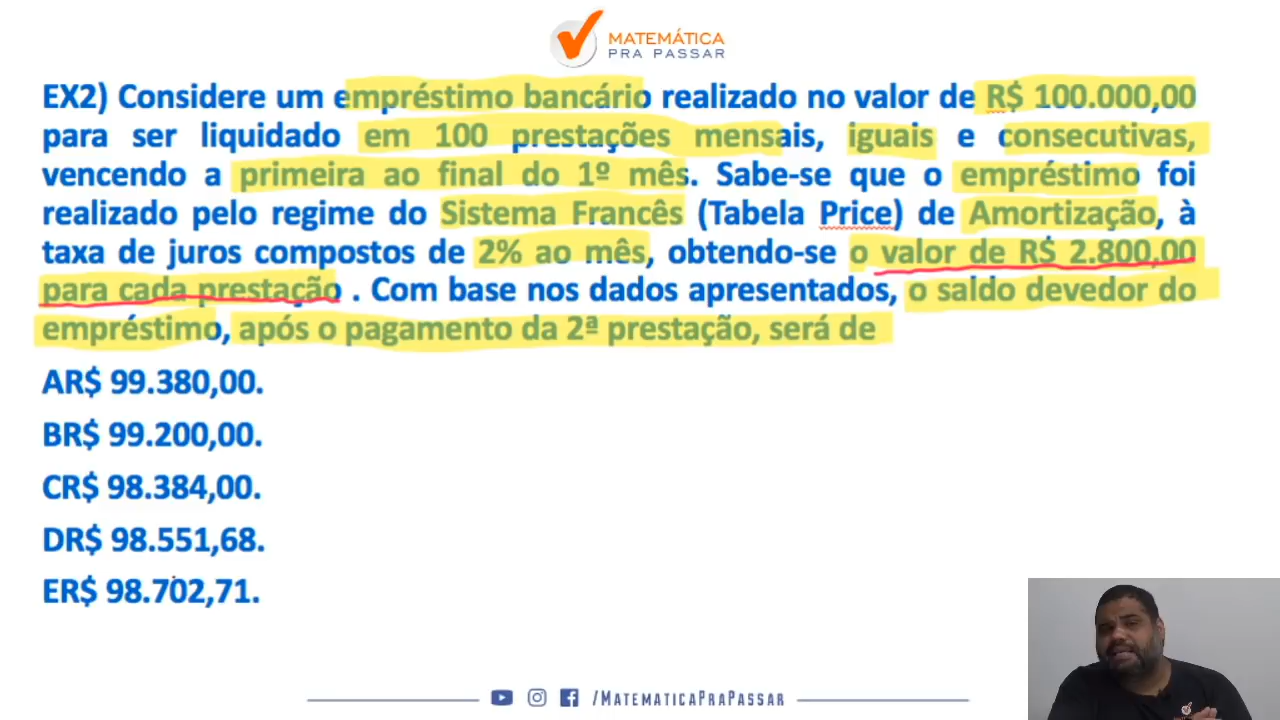 MATEMÁTICA
PRA PASSAR
EX2) Considere um empréstimo bancário realizado no valor de R$ 100.000,00
para ser liquidado em 100 prestações mensais, iguais e consecutivas,
vencendo a primeira ao final do 1º mês. Sabe-se que o empréstimo foi
realizado pelo regime do Sistema Francês (Tabela Price) de Amortização, à
taxa de juros compostos de 2% ao mês, obtendo-se o valor de R$ 2.800,00
para cada prestação . Com base nos dados apresentados, o saldo devedor do
empréstimo, após o pagamento da 2ª prestação, será de
AR$ 99.380,00.
BR$ 99.200,00.
CR$ 98.384,00.
DR$ 98.551,68.
ER$ 98.702,71.
/MATEMATICAPRAPASSAR